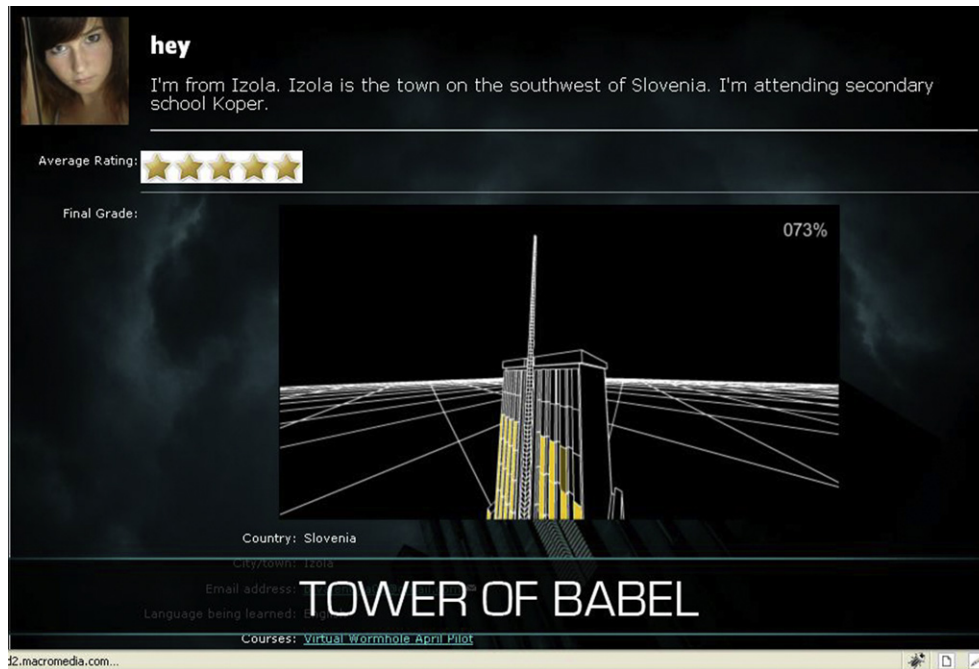 hey
I'm from Izola. Izola is the town on the southwest of Slovenia. I'm attending secondary
school Koper.
Average Rating:
Final Grade:
073%
Country: Slovenia
City/town: Izola
Email address:
TOWER OF BABEL
Language being learned:
Courses: Virtual Wormhole April Pilot
d2.macromedia.com...